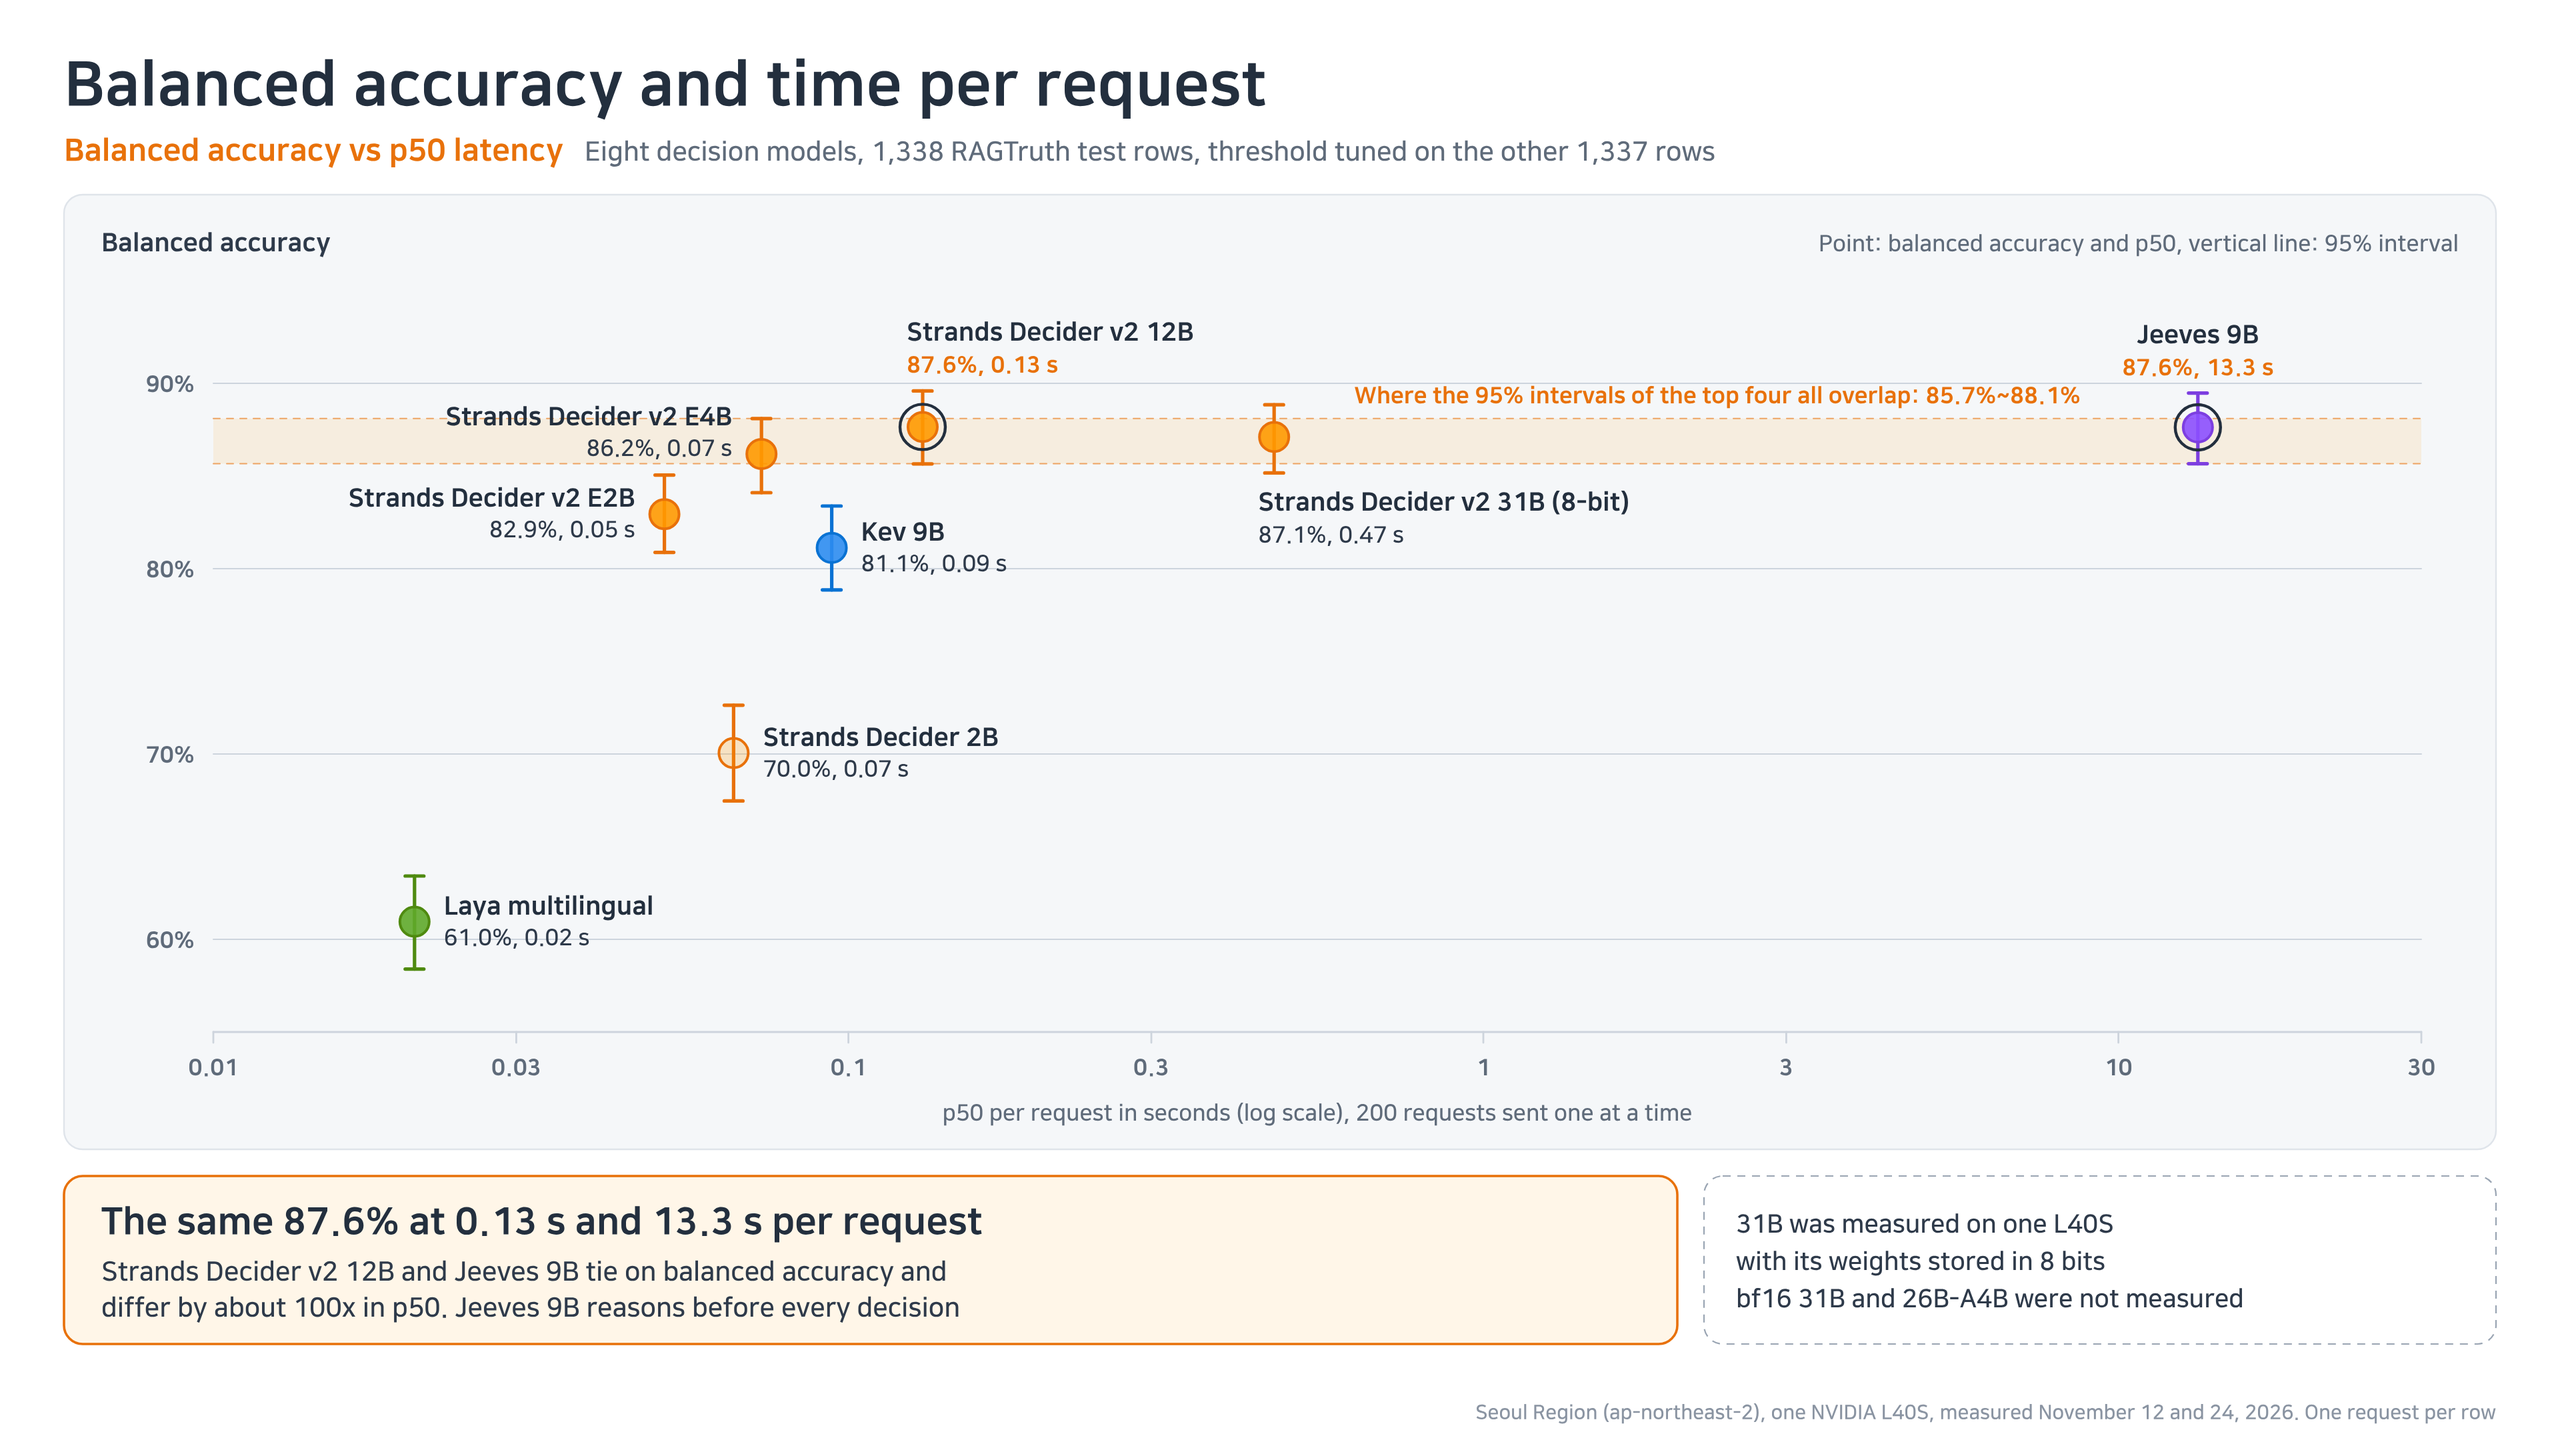 Balanced accuracy and time per request
Balanced accuracy vs p50 latency Eight decision models, 1,338 RAGTruth test rows, threshold tuned on the other 1,337 rows
Balanced accuracy
Point: balanced accuracy and p50, vertical line: 95% interval
Strands Decider v2 12B
87.6%, 0.13 s
Jeeves 9B
87.6%, 13.3 s
90%
Where the 95% intervals of the top four all overlap: 85.7%~88.1%
Strands Decider v2 E4B
86.2%, 0.07 s
Strands Decider v2 E2B
82.9%, 0.05 s
Strands Decider v2 31B (8-bit)
87.1%, 0.47 s
Kev 9B
81.1%, 0.09 s
80%
Strands Decider 2B
70.0%, 0.07 s
70%
Laya multilingual
61.0%, 0.02 s
60%
0.01 0.03 0.1 0.3 1 3 10 30
p50 per request in seconds (log scale), 200 requests sent one at a time
The same 87.6% at 0.13 s and 13.3 s per request
Strands Decider v2 12B and Jeeves 9B tie on balanced accuracy and
differ by about 100x in p50. Jeeves 9B reasons before every decision
31B was measured on one L40S
with its weights stored in 8 bits
bf16 31B and 26B-A4B were not measured
Seoul Region (ap-northeast-2), one NVIDIA L40S, measured November 12 and 24, 2026. One request per row